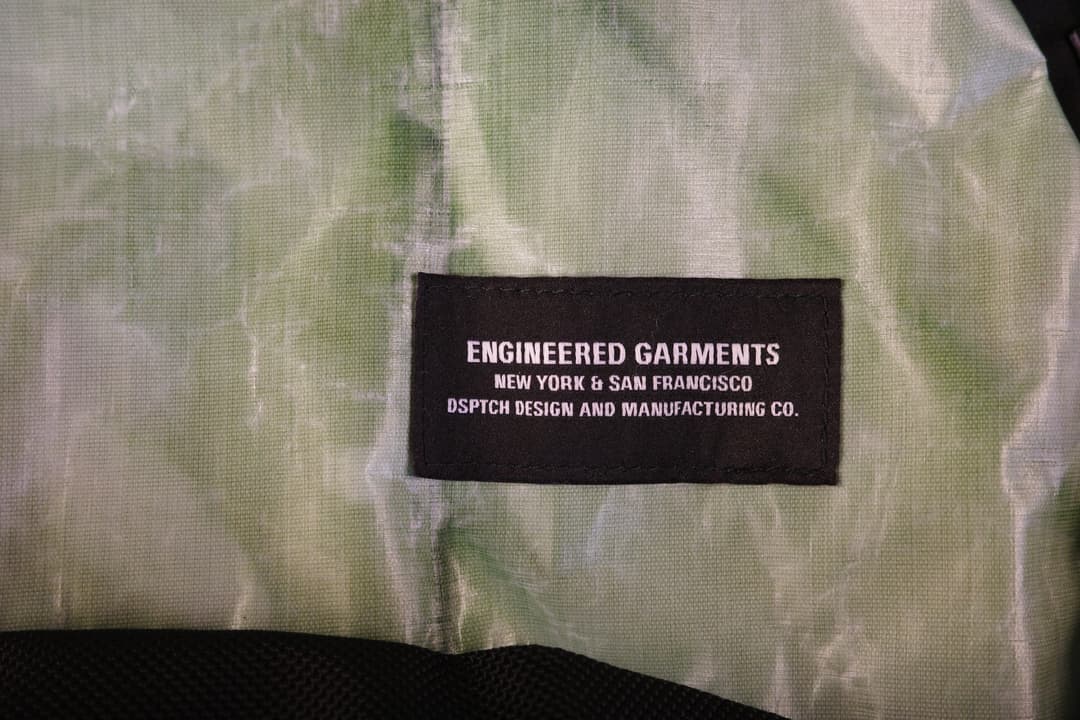 ENGINEERED GARMENTS
NEW YORK & SAN FRANCISCO
DSPTCH DESIGN AND MANUFACTURING CO.